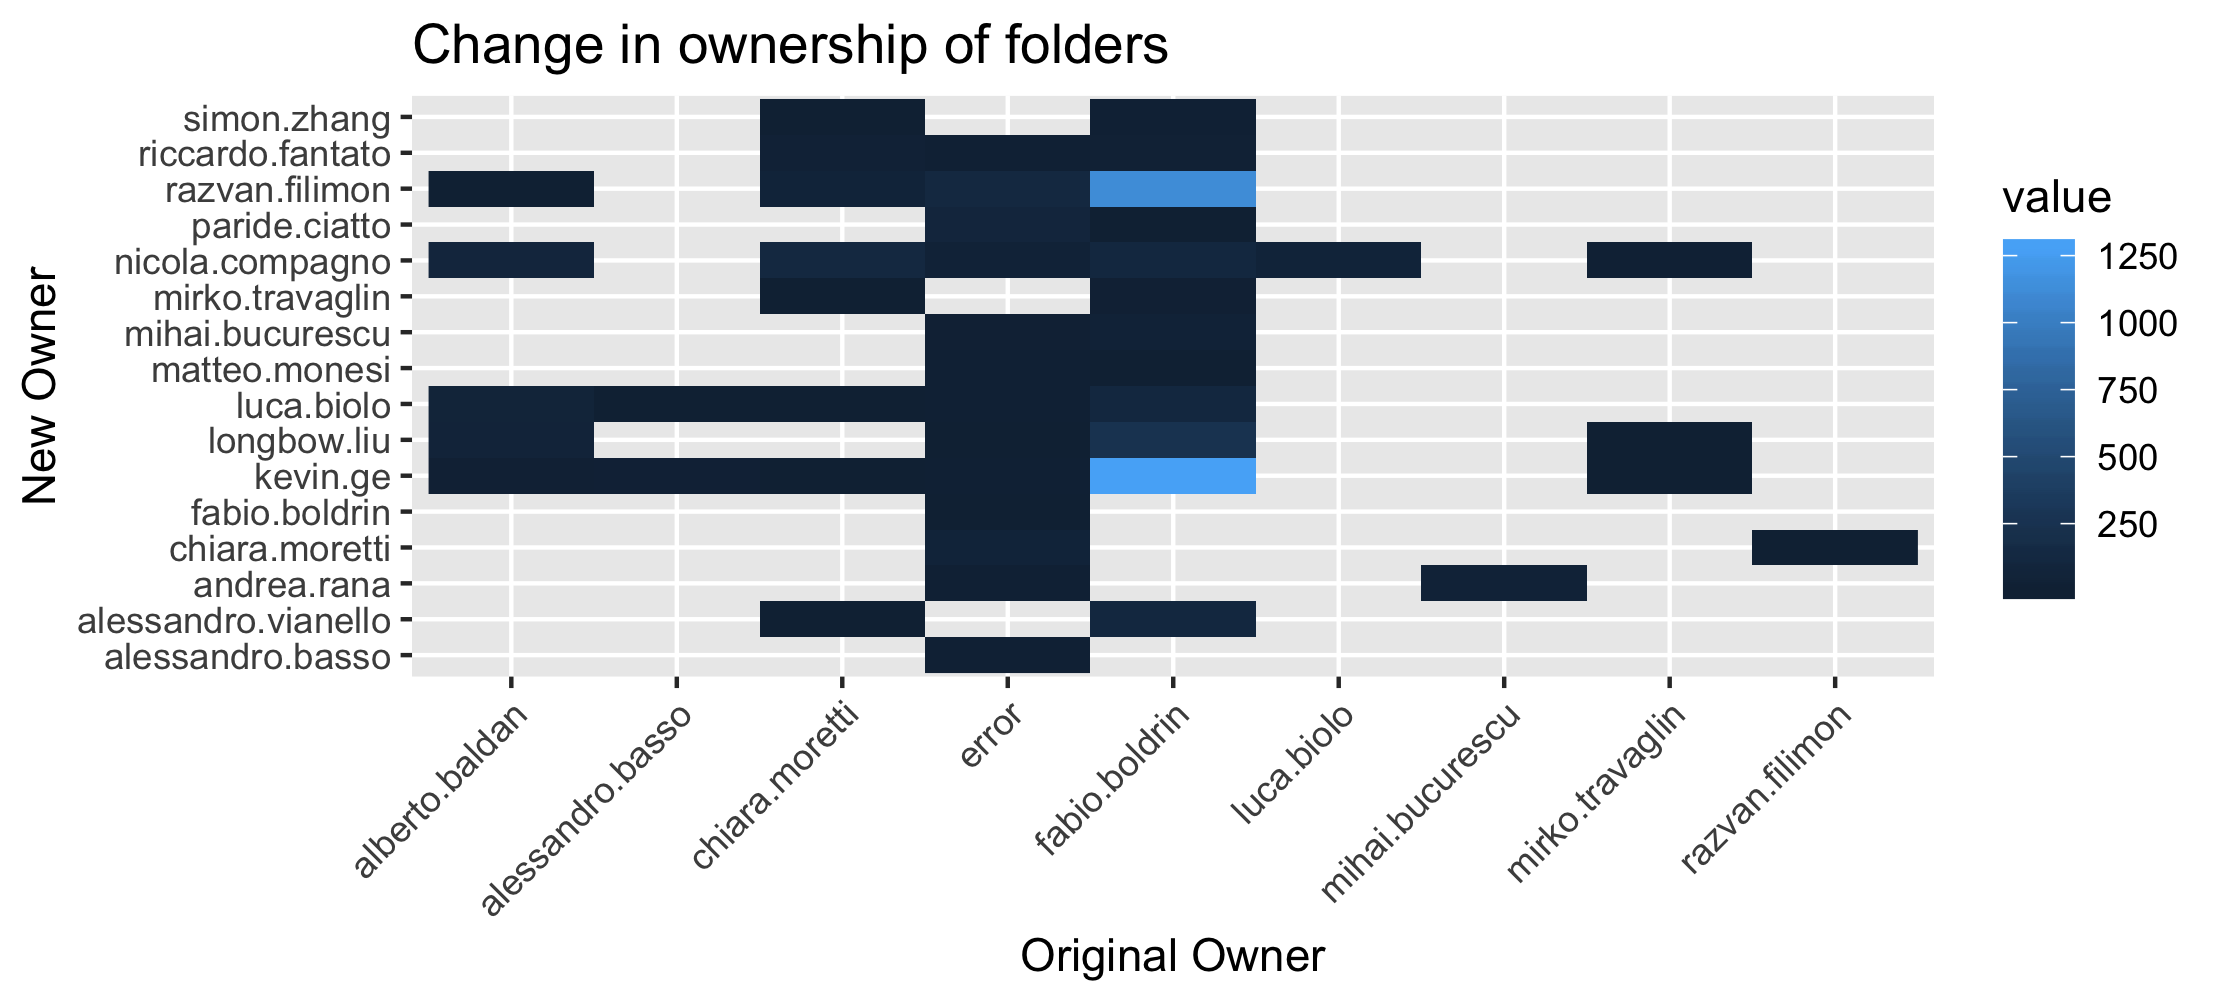 Change in ownership of folders
New Owner
simon.zhang
riccardo.fantato
razvan.filimon
paride.ciatto
nicola.compagno
mirko.travaglin
mihai.bucurescu
matteo.monesi
luca.biolo
longbow.liu
kevin.ge
fabio.boldrin
chiara.moretti
andrea.rana
alessandro.vianello
alessandro.basso
alberto.baldan
alessandro.basso
chiara.moretti
error
fabio.boldrin
luca.biolo
mihai.bucurescu
mirko.travaglin
razvan.filimon
Original Owner
value
1250
1000
750
500
250